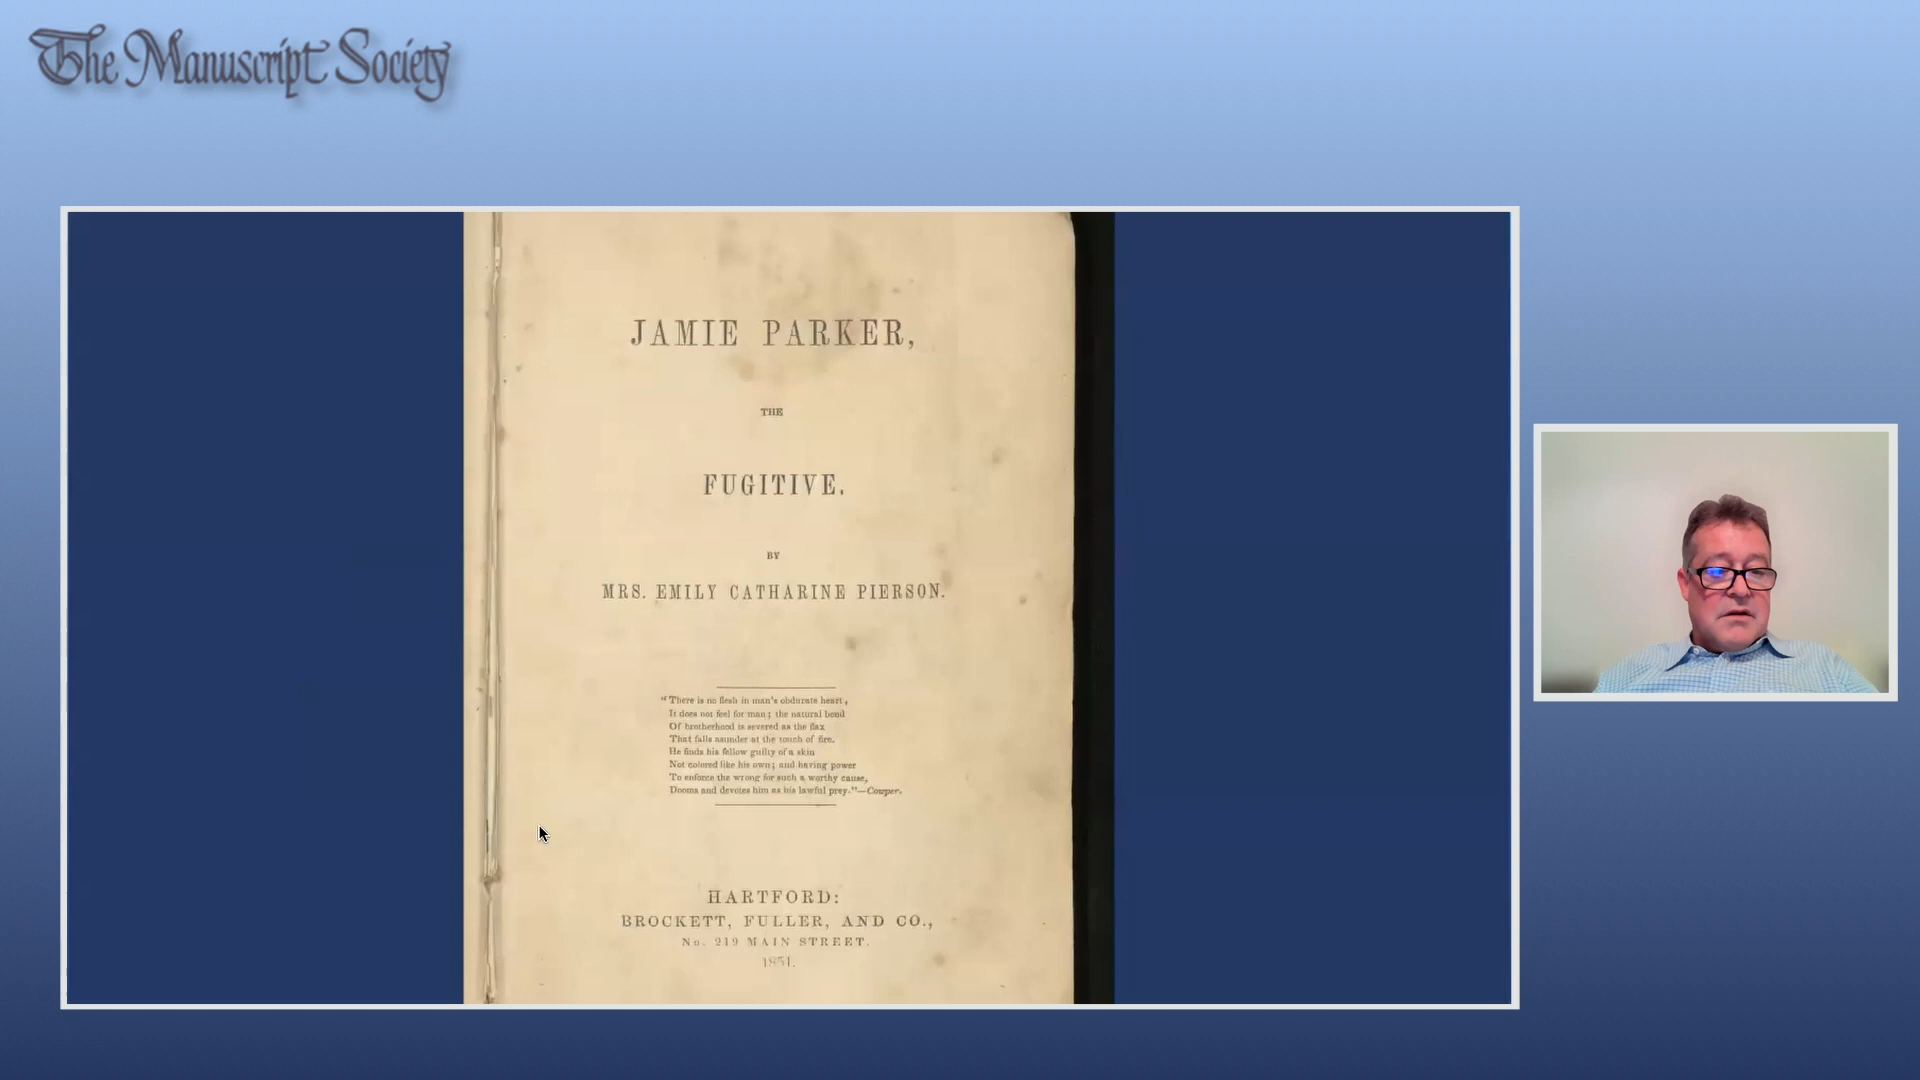 The Manuscript Society
JAMIE PARKER,
THE
FUGITIVE.
BY
MRS. EMILY CATHARINE PIERSON.
"There is no flesh in man's obdurate heart,
It does not feel for man; the natural bond
Of brotherhood is severed as the flax
That falls asunder at the touch of fire.
He finds his fellow guilty of a skin
Not colored like his own; and having power
To enforce the wrong for such a worthy cause,
Dooms and devotes him as his lawful prey."—Cowper.
HARTFORD:
BROCKETT, FULLER, AND CO.,
No. 219 MAIN STREET.
1851.